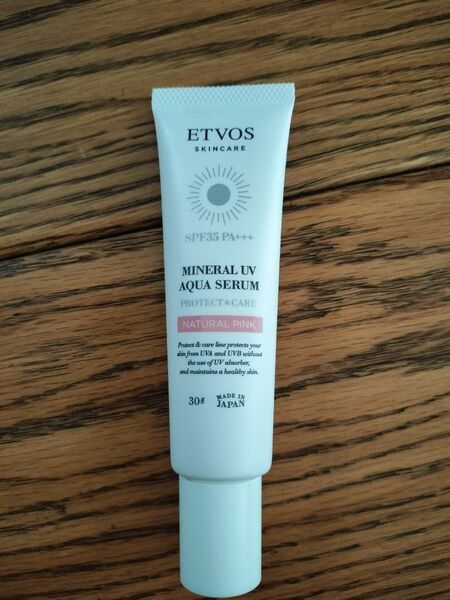 ETVOS
SKINCARE
SPF35 PA+++
MINERAL UV
AQUA SERUM
PROTECT & CARE
NATURAL PINK
Protect & care line protects your
skin from UVA and UVB without
the use of UV absorber,
and maintains a healthy skin.
30g
MADE IN
JAPAN